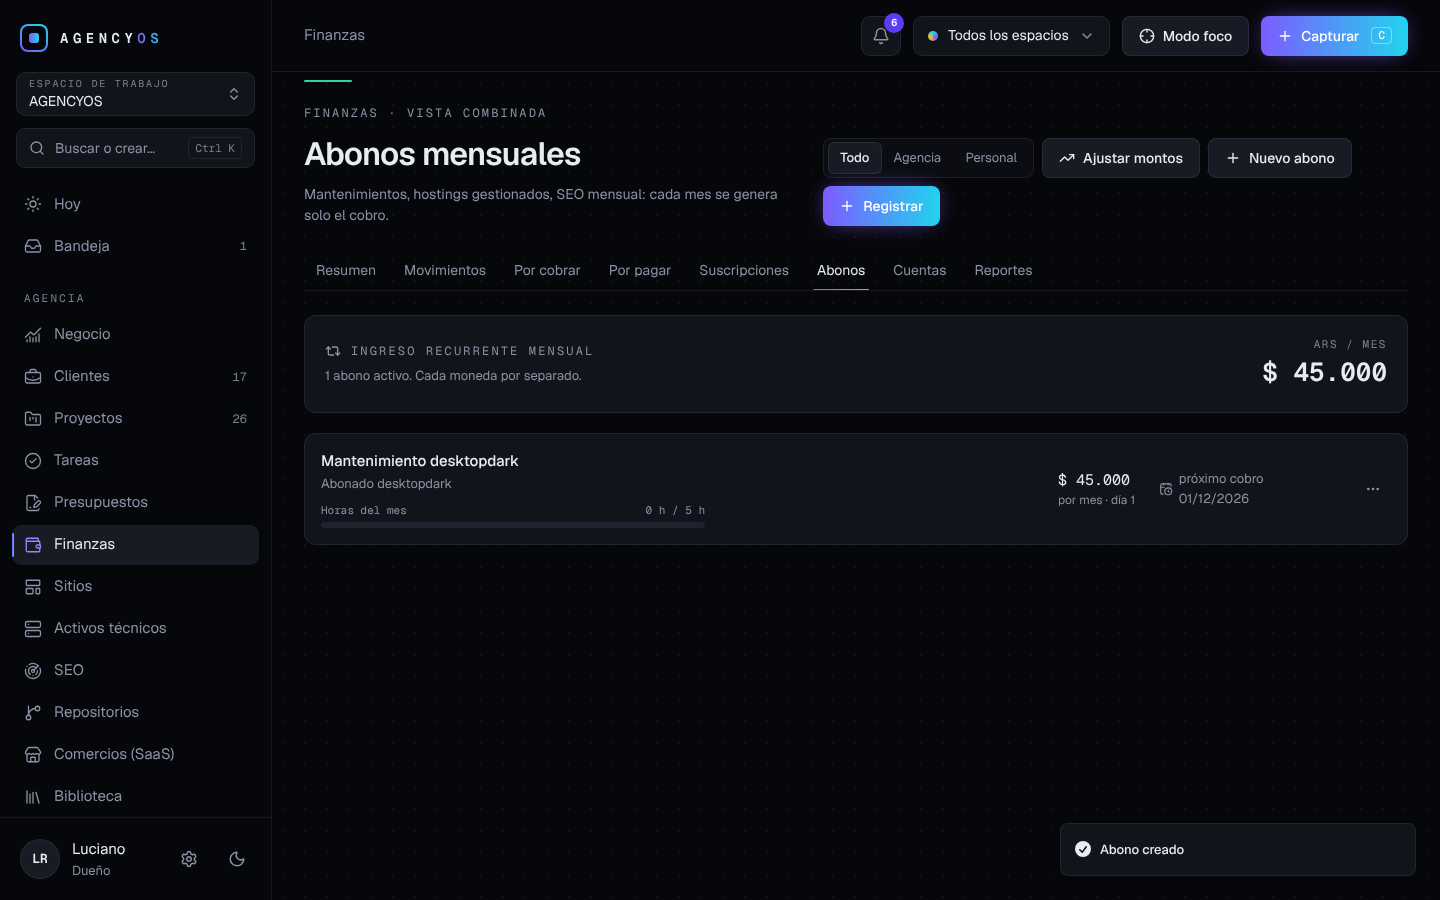 AGENCYOS
ESPACIO DE TRABAJO
AGENCYOS
Buscar o crear...
Ctrl K
Hoy
Bandeja
1
AGENCIA
Negocio
Clientes
17
Proyectos
26
Tareas
Presupuestos
Finanzas
Sitios
Activos técnicos
SEO
Repositorios
Comercios (SaaS)
Biblioteca
LR
Luciano
Dueño
Finanzas
6
Todos los espacios
Modo foco
Capturar
C
FINANZAS · VISTA COMBINADA
Abonos mensuales
Mantenimientos, hostings gestionados, SEO mensual: cada mes se genera
solo el cobro.
Todo
Agencia
Personal
Ajustar montos
Nuevo abono
Registrar
Resumen
Movimientos
Por cobrar
Por pagar
Suscripciones
Abonos
Cuentas
Reportes
INGRESO RECURRENTE MENSUAL
1 abono activo. Cada moneda por separado.
ARS / MES
$ 45.000
Mantenimiento desktopdark
Abonado desktopdark
Horas del mes
0 h / 5 h
$ 45.000
por mes · día 1
próximo cobro
01/12/2026
Abono creado